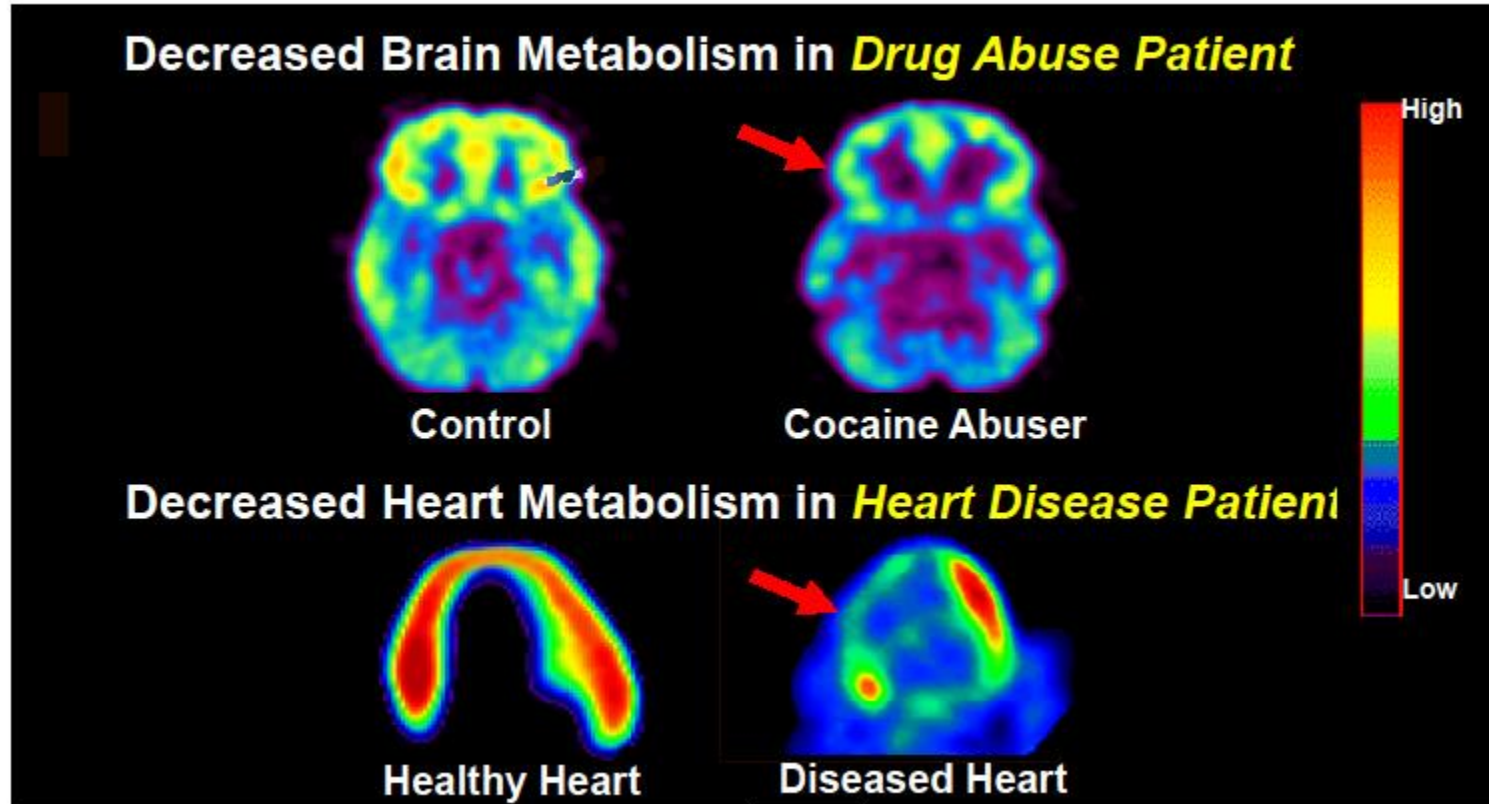 Decreased Brain Metabolism in Drug Abuse Patient
High
Control
Cocaine Abuser
Decreased Heart Metabolism in Heart Disease Patient
Low
Healthy Heart
Diseased Heart